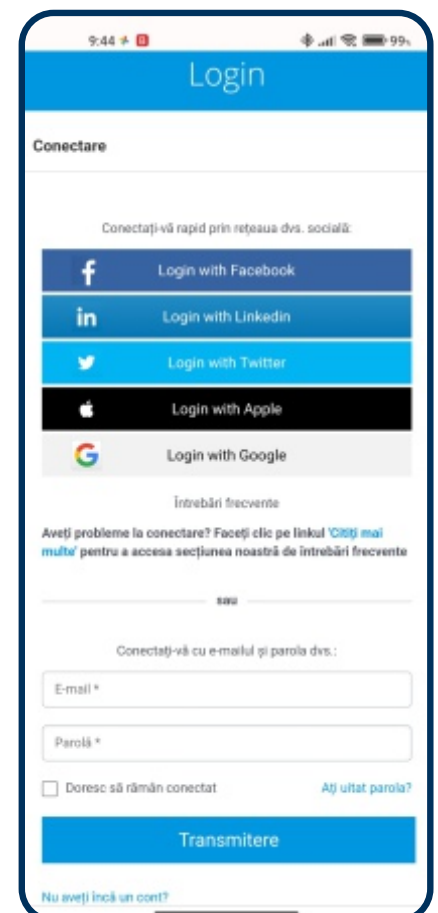 9:44
99
Login
Conectare
Conectați-vă rapid prin rețeaua dvs. socială:
Login with Facebook
in
Login with Linkedin
Login with Twitter
Login with Apple
G
Login with Google
Întrebări frecvente
Aveți probleme la conectare? Faceți clic pe linkul 'Citiți mai
multe' pentru a accesa secțiunea noastră de întrebări frecvente
sau
Conectați-vă cu e-mailul și parola dvs.:
E-mail *
Parolă *
Doresc să rămân conectat
Ați uitat parola?
Transmitere
Nu aveți încă un cont?